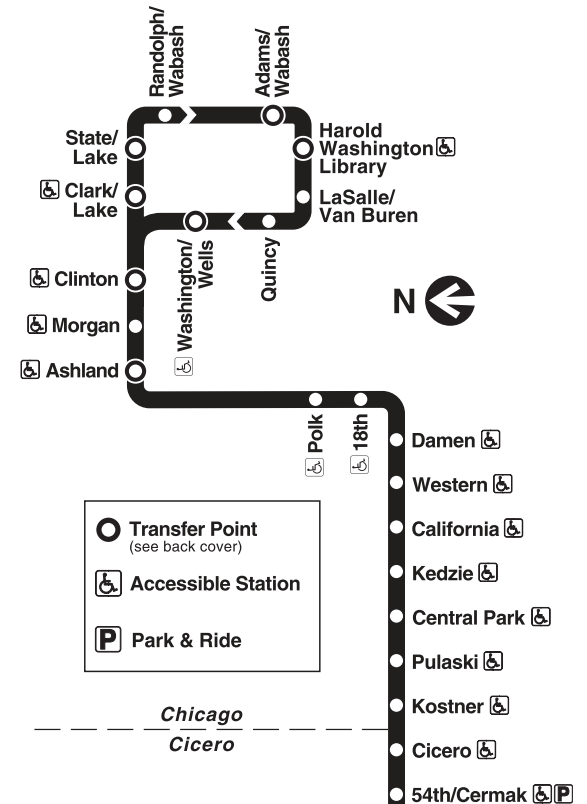 Randolph/
Wabash
Adams/
Wabash
State/
Lake
Harold
Washington
Library
Clark/
Lake
LaSalle/
Van Buren
Washington/
Wells
Quincy
Clinton
N
Morgan
Ashland
Polk
18th
Damen
Western
California
Kedzie
Central Park
Pulaski
Kostner
Cicero
54th/Cermak P
Transfer Point
(see back cover)
Accessible Station
P Park & Ride
Chicago
Cicero